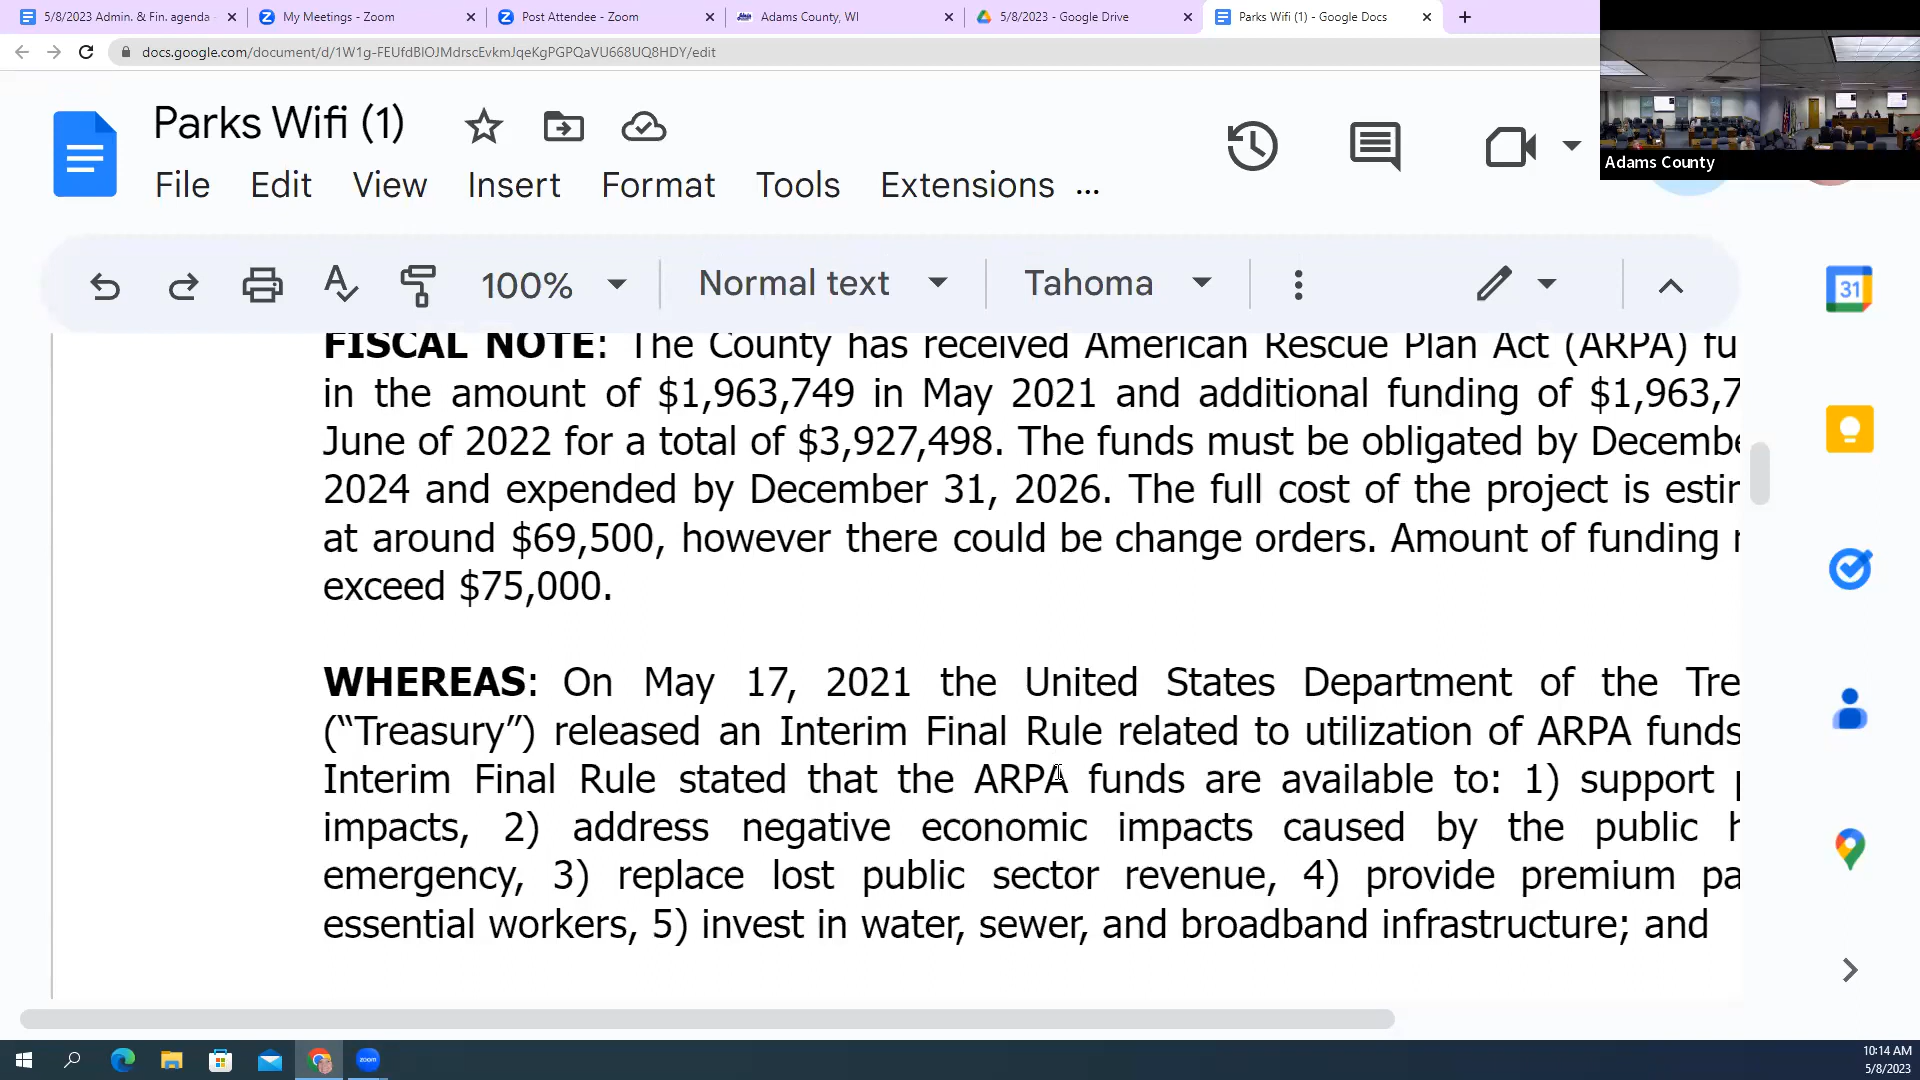 5/8/2023 Admin. & Fin. agenda
My Meetings - Zoom
Post Attendee - Zoom
Adams County, WI
5/8/2023 - Google Drive
Parks Wifi (1) - Google Docs
docs.google.com/document/d/1W1g-FEUfdBIOJMdrscEvkmJqeKgPGPQaVU668UQ8HDY/edit
Adams County
Parks Wifi (1)
File Edit View Insert Format Tools Extensions ...
100% Normal text Tahoma
31
FISCAL NOTE: The County has received American Rescue Plan Act (ARPA) fu
in the amount of $1,963,749 in May 2021 and additional funding of $1,963,7
June of 2022 for a total of $3,927,498. The funds must be obligated by Decembe
2024 and expended by December 31, 2026. The full cost of the project is estin
at around $69,500, however there could be change orders. Amount of funding
exceed $75,000.
WHEREAS: On May 17, 2021 the United States Department of the Tre
(“Treasury”) released an Interim Final Rule related to utilization of ARPA funds
Interim Final Rule stated that the ARPA funds are available to: 1) support
impacts, 2) address negative economic impacts caused by the public
emergency, 3) replace lost public sector revenue, 4) provide premium pa
essential workers, 5) invest in water, sewer, and broadband infrastructure; and
zoom
10:14 AM
5/8/2023